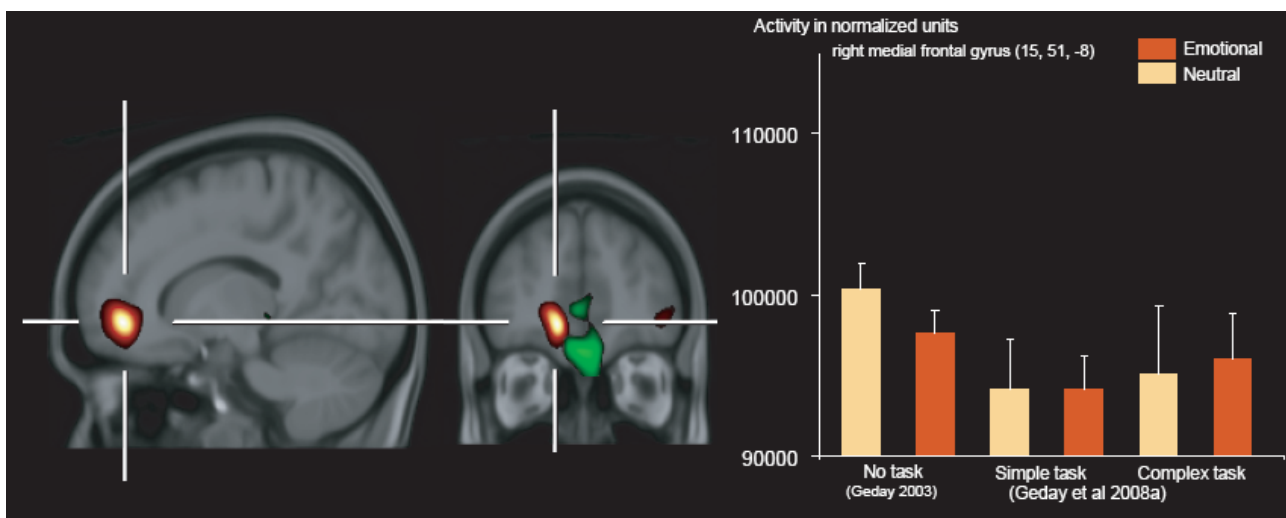 Activity in normalized units
right medial frontal gyrus (15, 51, -8)
Emotional
Neutral
110000
100000
90000
No task
(Geday 2003)
Simple task
Complex task
(Geday et al 2008a)